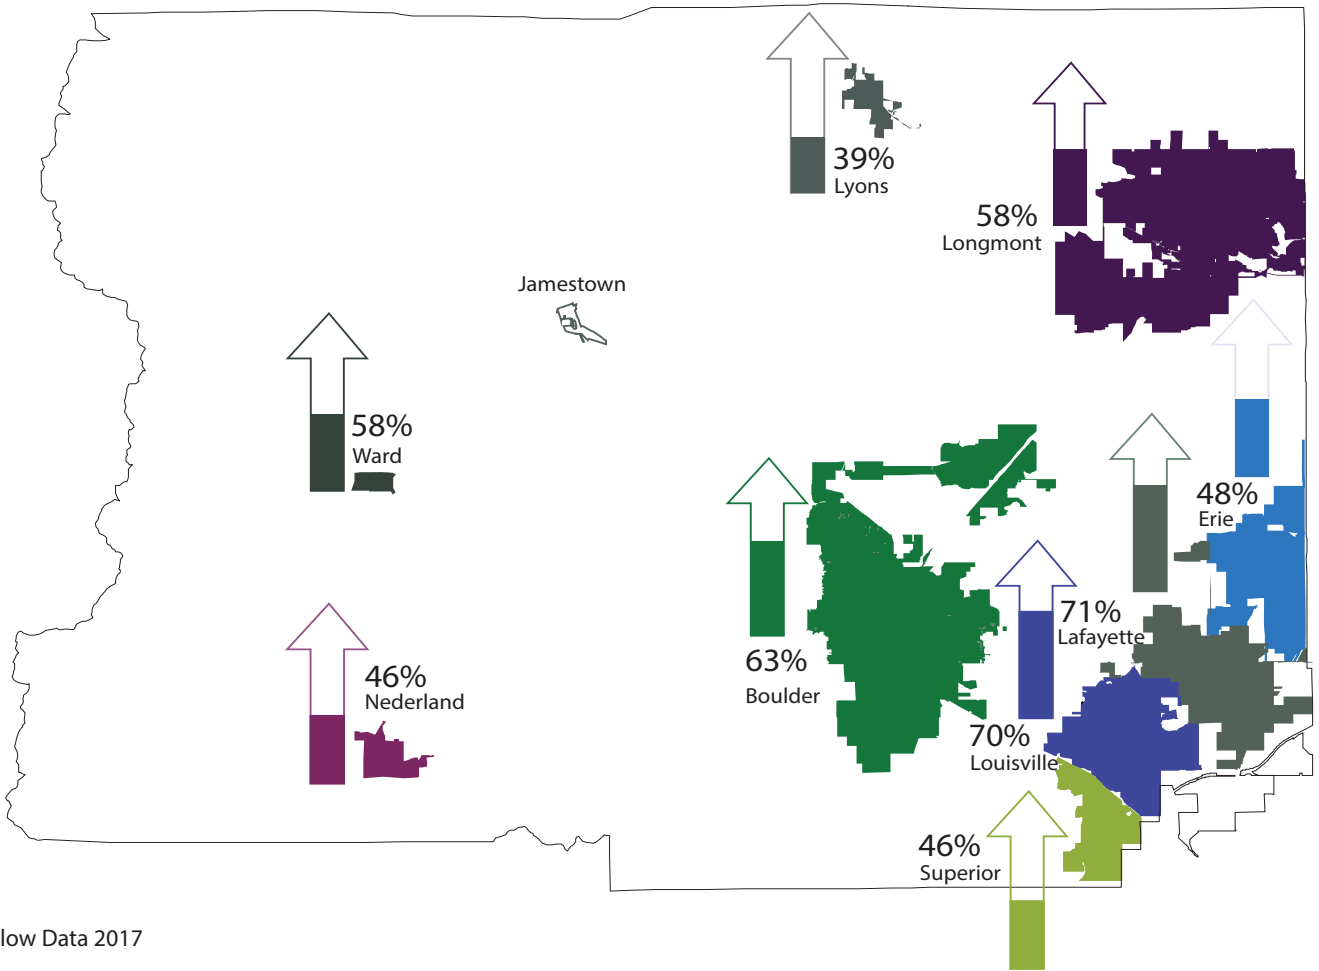 39%
Lyons
58%
Longmont
Jamestown
58%
Ward
48%
Erie
71%
Lafayette
63%
Boulder
46%
Nederland
70%
Louisville
46%
Superior
low Data 2017